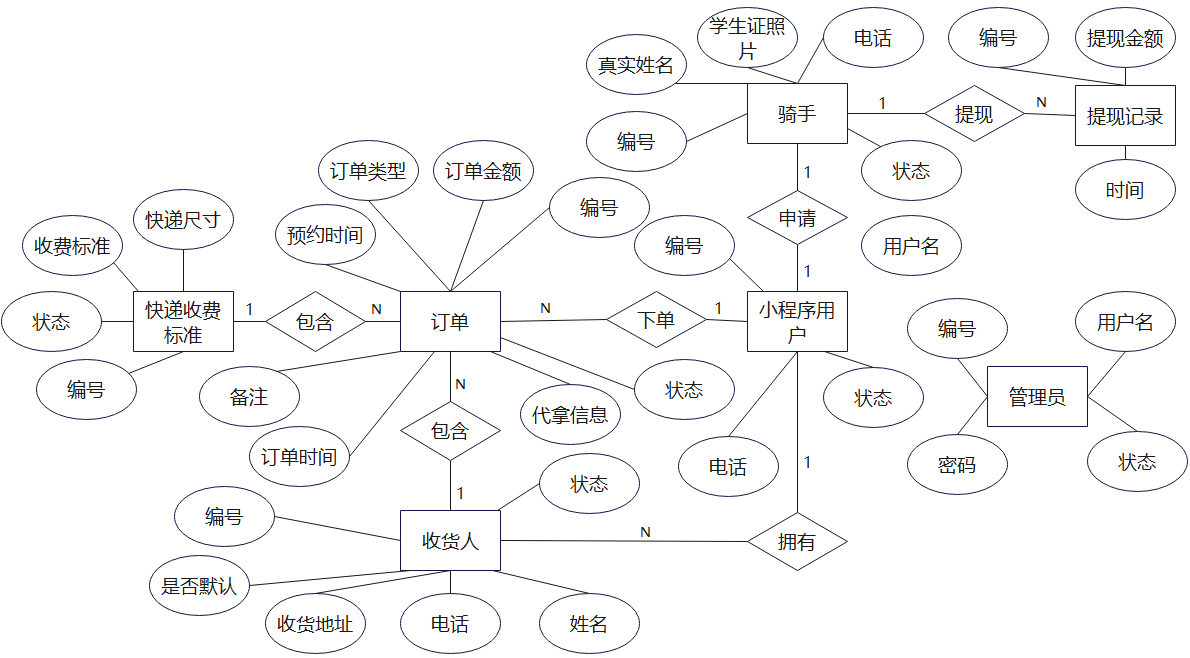 学生证照
片
电话
编号
提现金额
真实姓名
骑手
1
提现
N
提现记录
编号
状态
时间
订单类型
订单金额
1
编号
申请
快递尺寸
预约时间
收费标准
编号
用户名
1
状态
快递收费
标准
1
包含
N
订单
N
下单
1
小程序用
户
编号
用户名
编号
备注
N
状态
状态
管理员
代拿信息
包含
订单时间
电话
1
密码
状态
1
状态
编号
收货人
N
拥有
是否默认
收货地址
电话
姓名